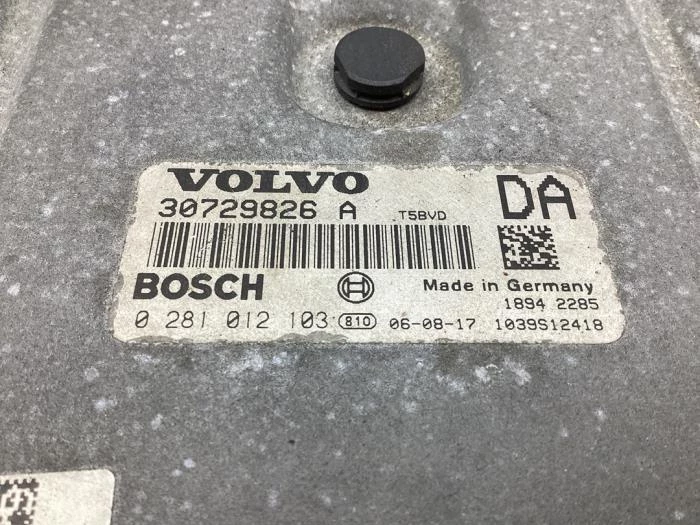 VOLVO DA
30729826 A T5BVD
BOSCH Made in Germany
1894 2285
0 281 012 103 810 06-08-17 1039S12418